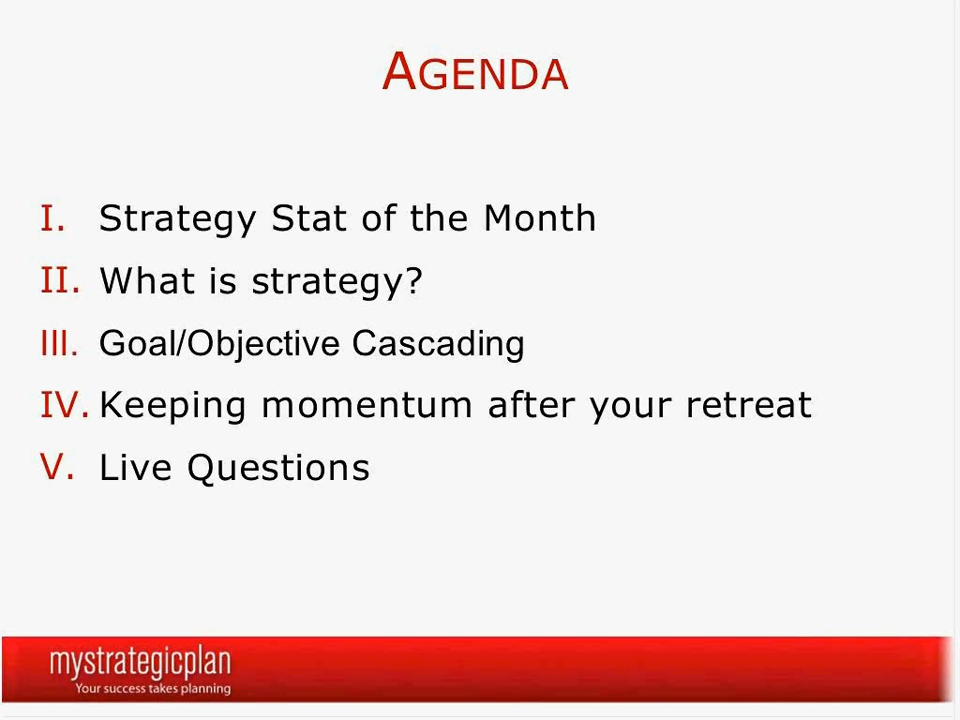 AGENDA
I. Strategy Stat of the Month
II. What is strategy?
III. Goal/Objective Cascading
IV. Keeping momentum after your retreat
V. Live Questions
mystrategicplan
Your success takes planning